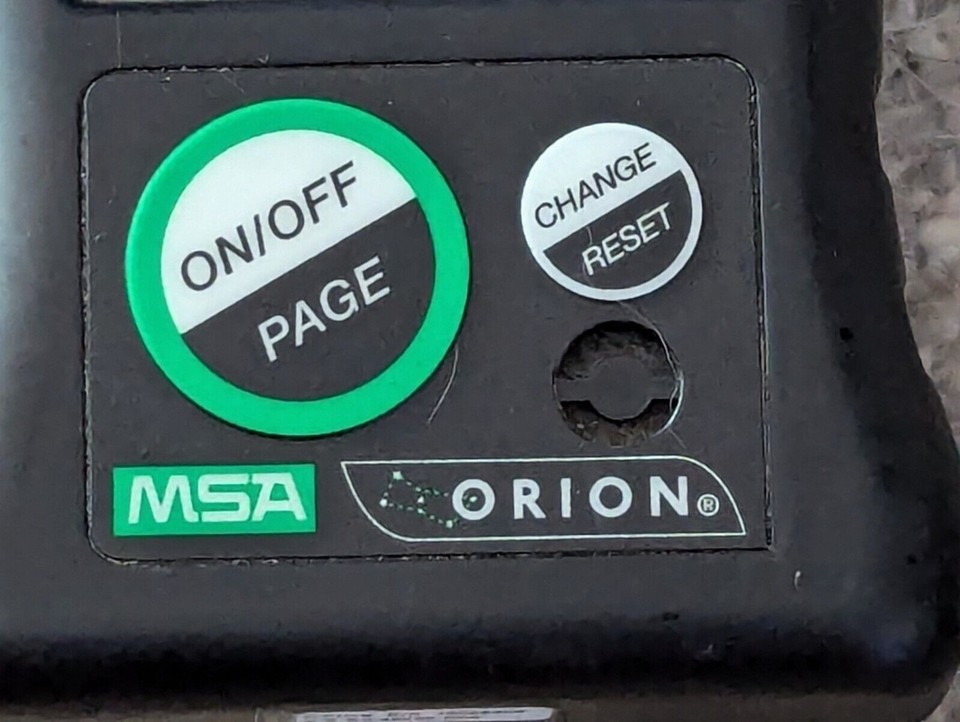 ON/OFF
PAGE
CHANGE
RESET
MSA
ORION®